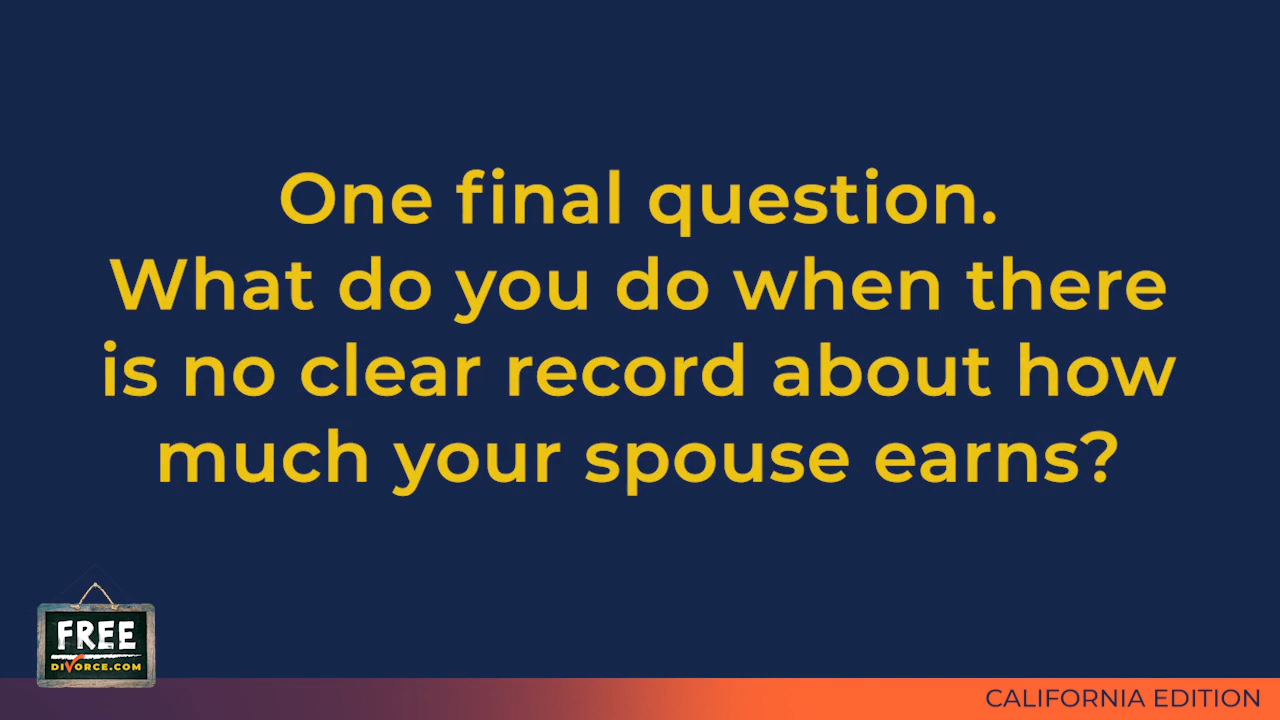 One final question.
What do you do when there
is no clear record about how
much your spouse earns?
FREE
DIVORCE.COM
CALIFORNIA EDITION